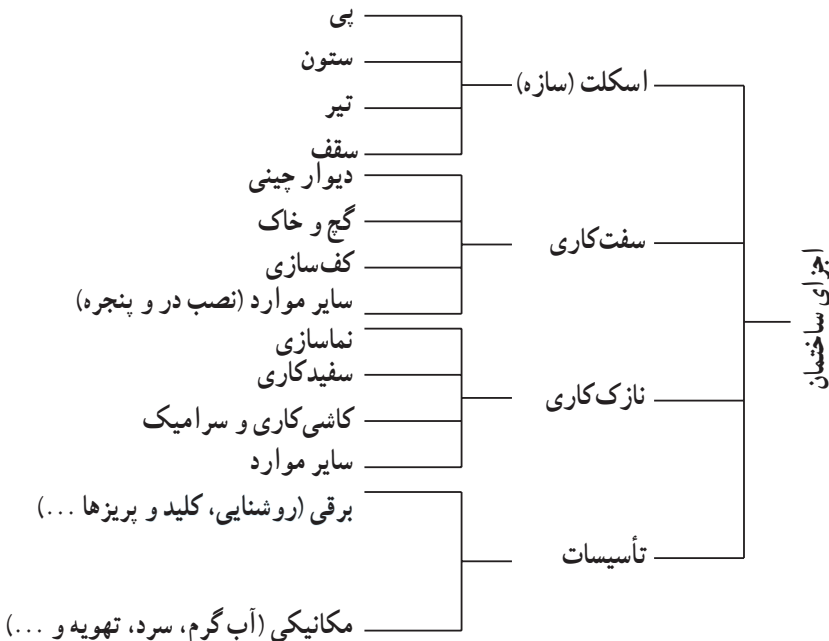 اجزای ساختمان
اسکلت (سازه)
پی
ستون
تیر
سقف
سفت‌کاری
دیوار چینی
گچ و خاک
کف‌سازی
سایر موارد (نصب در و پنجره)
نازک‌کاری
نماسازی
سفیدکاری
کاشی‌کاری و سرامیک
سایر موارد
تأسیسات
برقی (روشنایی، کلید و پریزها ...)
مکانیکی (آب گرم، سرد، تهویه و ...)